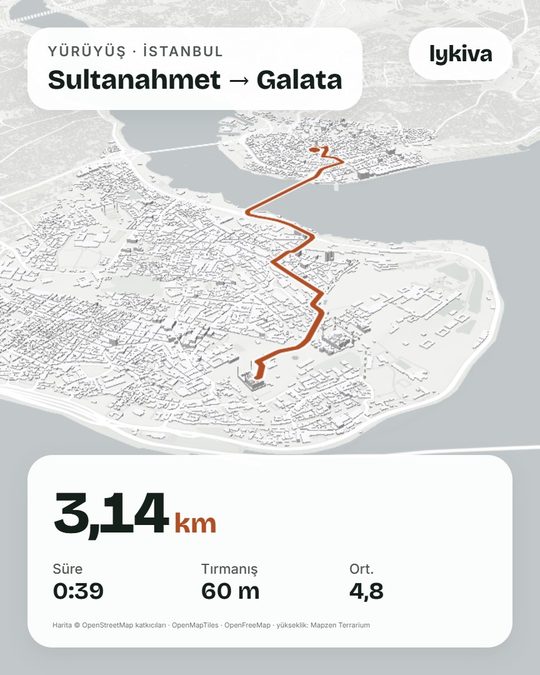 YÜRÜYÜŞ · İSTANBUL
Sultanahmet → Galata
lykiva
3,14 km
Süre
0:39
Tırmanış
60 m
Ort.
4,8
Harita © OpenStreetMap katkıcıları · OpenMapTiles · OpenFreeMap · yükseklik: Mapzen Terrarium